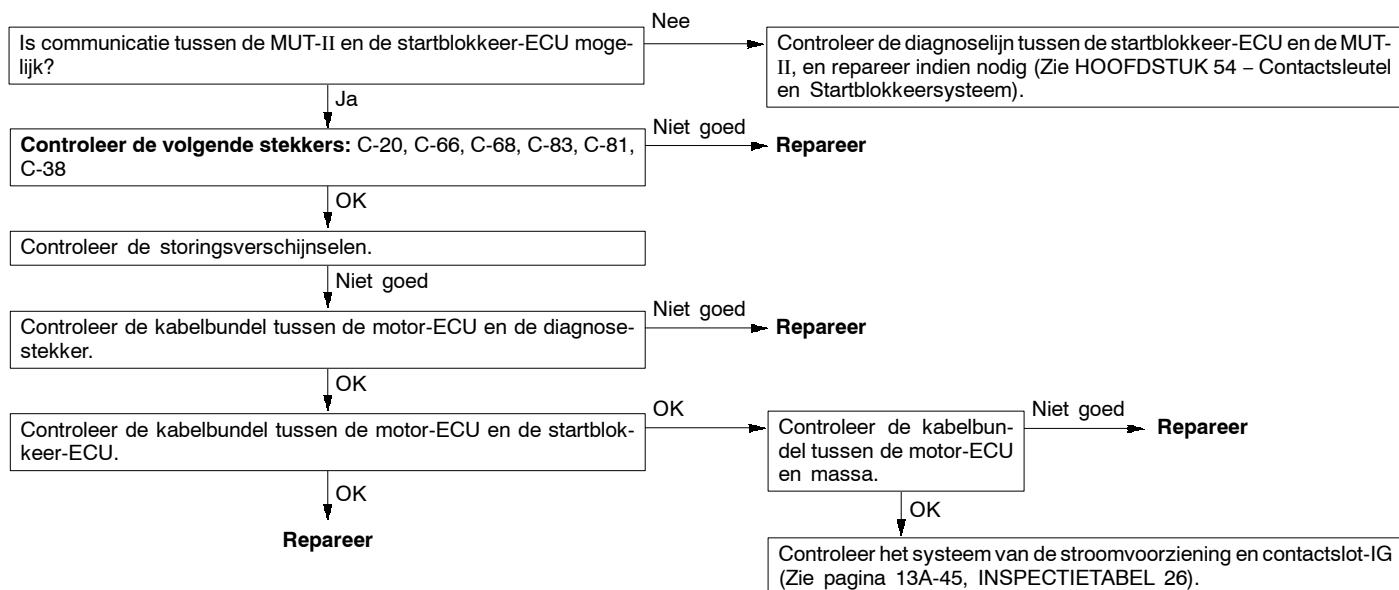 Is communicatie tussen de MUT-II en de startblokkeer-ECU moge-
lijk?
Nee
Controleer de diagnoselijn tussen de startblokkeer-ECU en de MUT-
II, en repareer indien nodig (Zie HOOFDSTUK 54 – Contactsleutel
en Startblokkeersysteem).
Ja
Controleer de volgende stekkers: C-20, C-66, C-68, C-83, C-81,
C-38
Niet goed
Repareer
OK
Controleer de storingsverschijnselen.
Niet goed
Controleer de kabelbundel tussen de motor-ECU en de diagnose-
stekker.
Niet goed
Repareer
OK
Controleer de kabelbundel tussen de motor-ECU en de startblok-
keer-ECU.
OK
Controleer de kabelbun-
del tussen de motor-ECU
en massa.
Niet goed
Repareer
OK
Repareer
OK
Controleer het systeem van de stroomvoorziening en contactslot-IG
(Zie pagina 13A-45, INSPECTIETABEL 26).